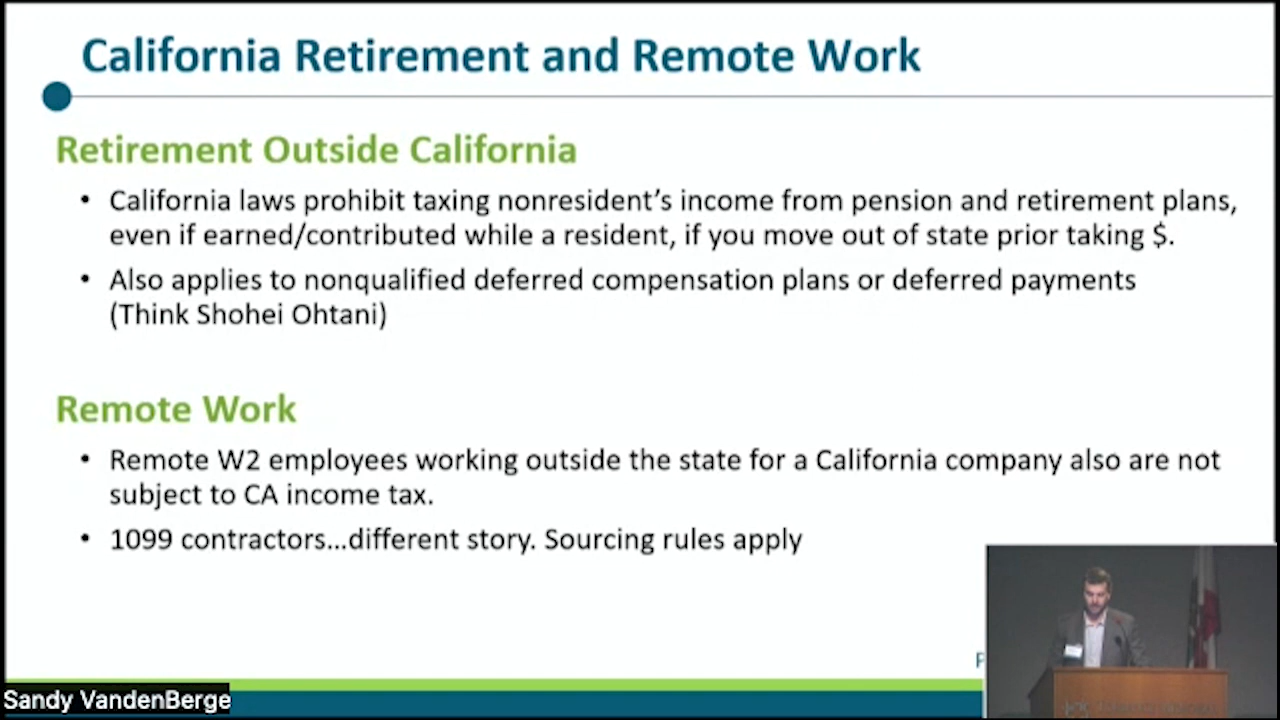 California Retirement and Remote Work
Retirement Outside California
• California laws prohibit taxing nonresident’s income from pension and retirement plans,
even if earned/contributed while a resident, if you move out of state prior taking $.
• Also applies to nonqualified deferred compensation plans or deferred payments
(Think Shohei Ohtani)
Remote Work
• Remote W2 employees working outside the state for a California company also are not
subject to CA income tax.
• 1099 contractors...different story. Sourcing rules apply
Sandy VandenBerge